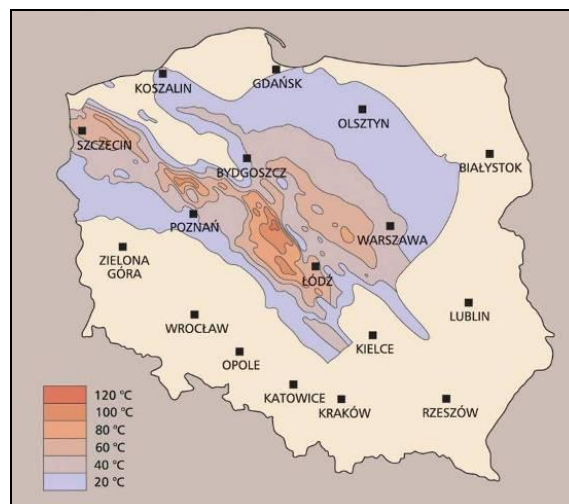 KOSZALIN
GDAŃSK
OLSZTYN
SZCZECIN
BYDGOSZCZ
BIAŁYSTOK
POZNAŃ
WARSZAWA
ZIELONA
GÓRA
ŁÓDŹ
LUBLIN
WROCŁAW
KIELCE
OPOLE
KATOWICE
KRAKÓW
RZESZÓW
120 °C
100 °C
80 °C
60 °C
40 °C
20 °C